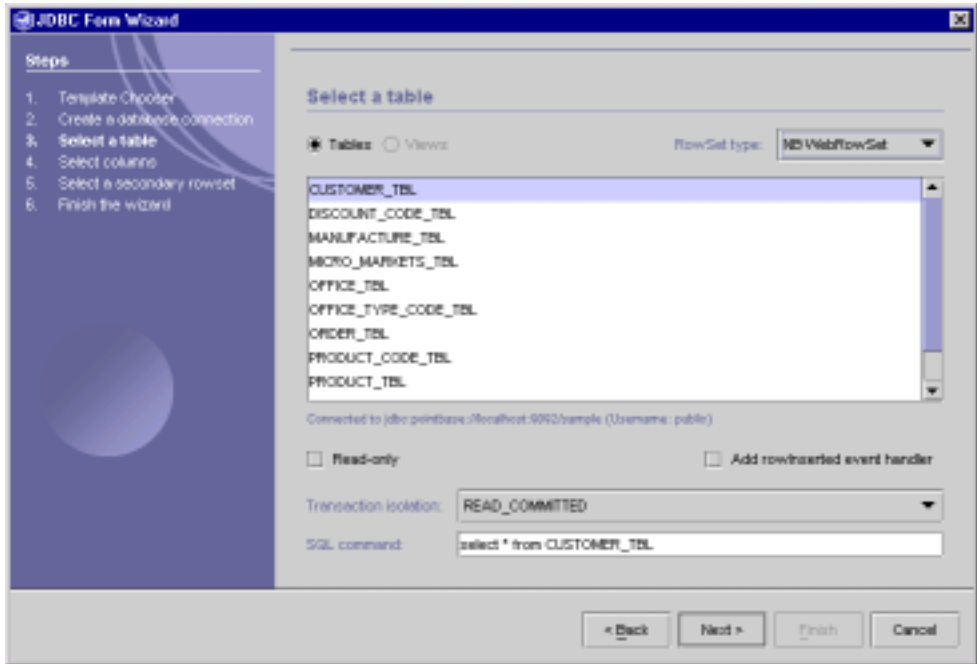 JDBC Form Wizard
Steps
1. Template Chooser
2. Create a database connection
3. Select a table
4. Select columns
5. Select a secondary rowset
6. Finish the wizard
Select a table
Tables Views RowSet type: NB WebRowSet
CUSTOMER_TBL
DISCOUNT_CODE_TBL
MANUFACTURE_TBL
MICRO_MARKETS_TBL
OFFICE_TBL
OFFICE_TYPE_CODE_TBL
ORDER_TBL
PRODUCT_CODE_TBL
PRODUCT_TBL
Connected to jdbc:pointbase://localhost:9092/sample (Username: public)
Read-only Add rowInserted event handler
Transaction isolation: READ_COMMITTED
SQL command: select * from CUSTOMER_TBL
< Back Next > Finish Cancel